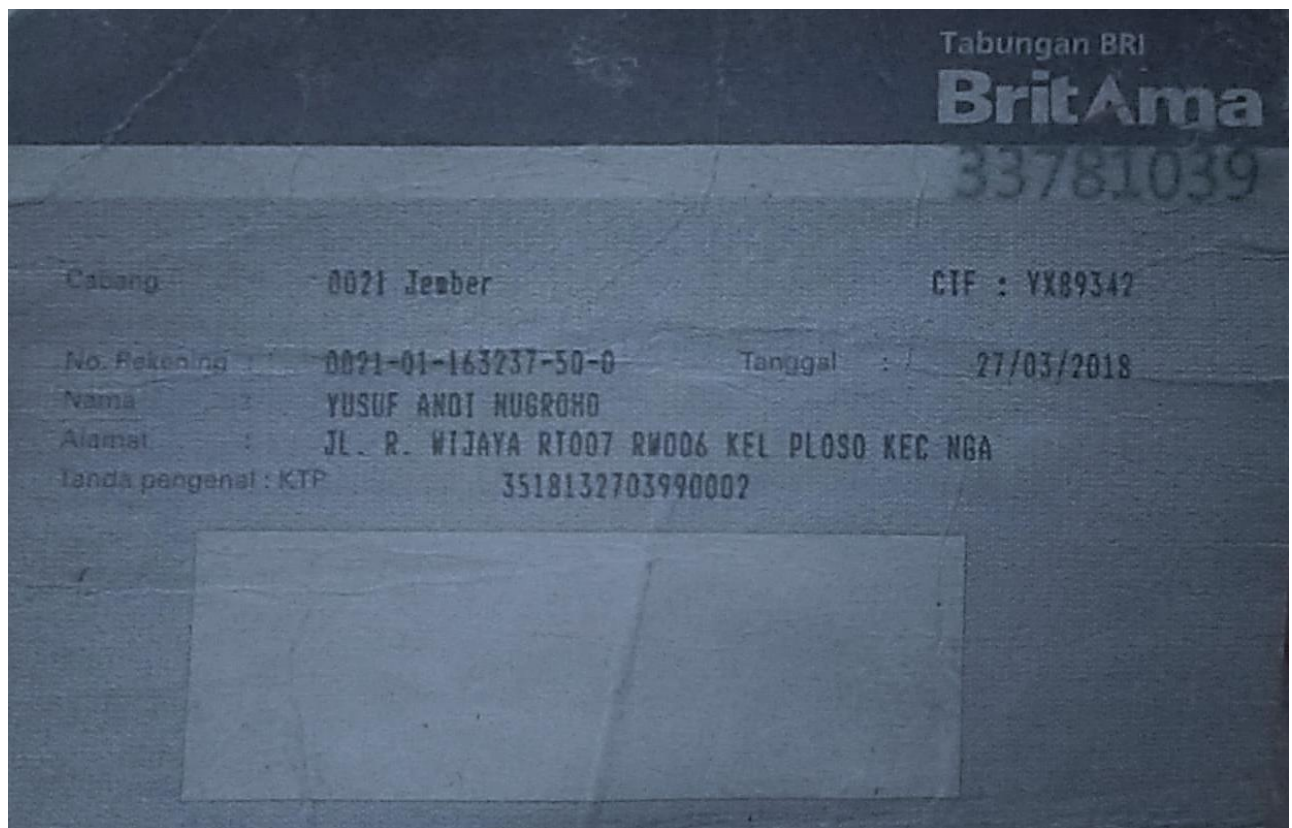 Tabungan BRI
BritAma
33781039
Cabang : 0021 Jember CIF : YX89342
No. Rekening : 0021-01-163237-50-0 Tanggal : 27/03/2018
Nama : YUSUF ANDI NUGROHO
Alamat : JL. R. WIJAYA RT007 RW006 KEL PLOSO KEC NGA
Tanda pengenal : KTP 3518132703990002